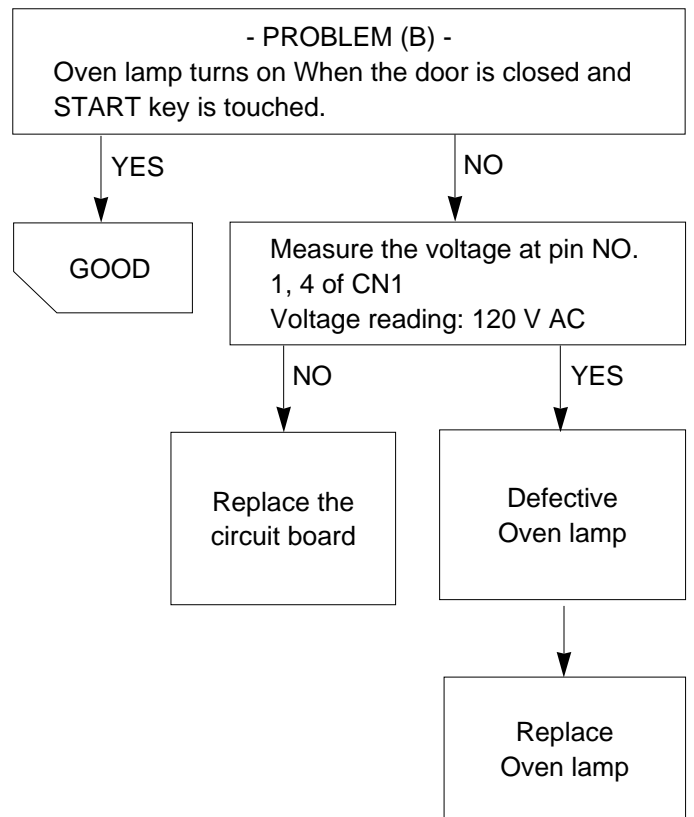 - PROBLEM (B) -
Oven lamp turns on When the door is closed and
START key is touched.
YES
NO
GOOD
Measure the voltage at pin NO.
1, 4 of CN1
Voltage reading: 120 V AC
NO
YES
Replace the
circuit board
Defective
Oven lamp
Replace
Oven lamp